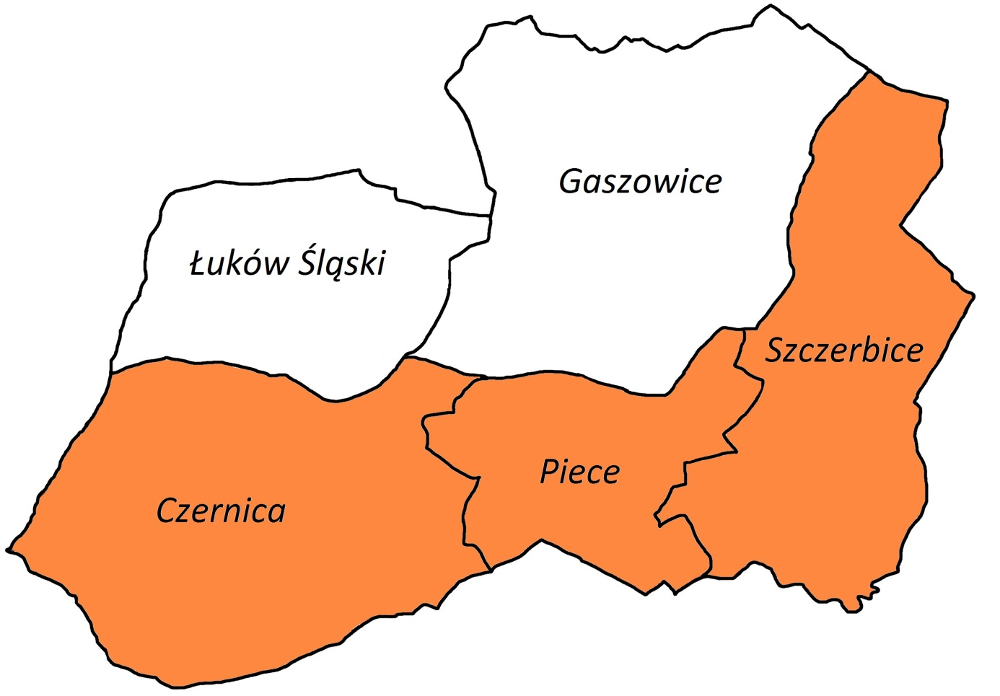 Gaszowice
Łuków Śląski
Szczerbice
Piece
Czernica